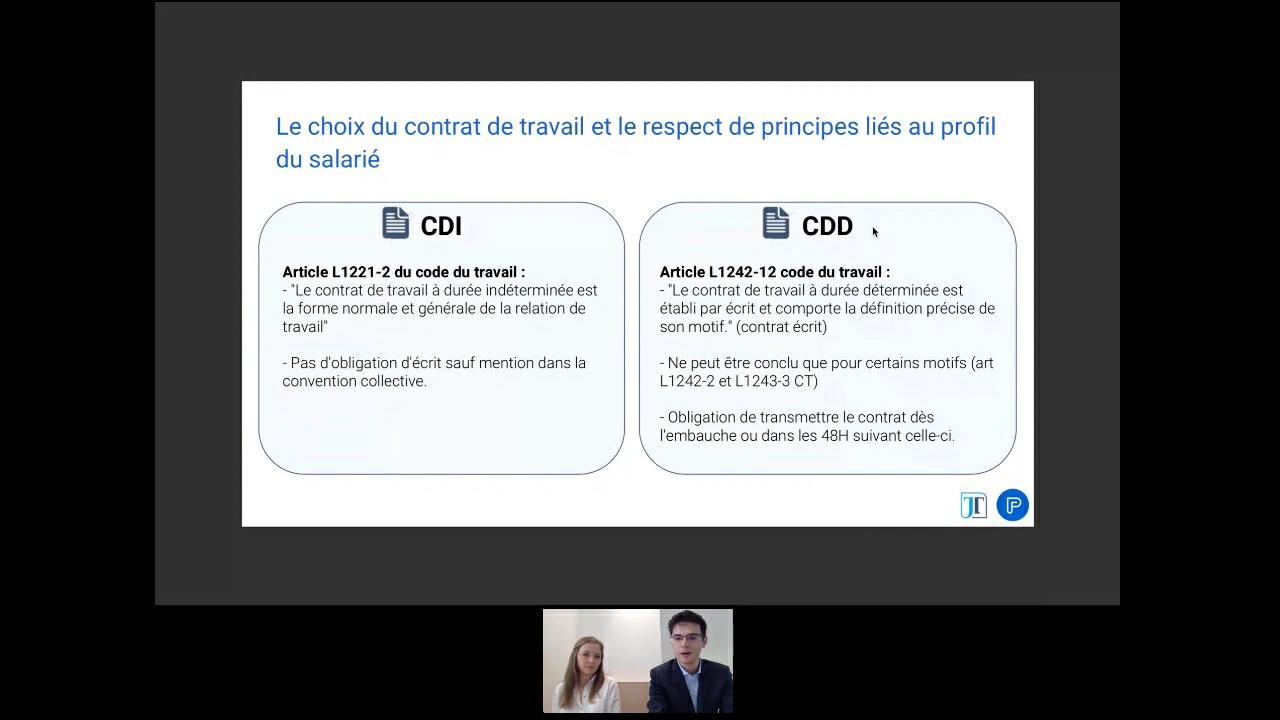 Le choix du contrat de travail et le respect de principes liés au profil
du salarié
CDI
Article L1221-2 du code du travail :
- "Le contrat de travail à durée indéterminée est
la forme normale et générale de la relation de
travail"
- Pas d'obligation d'écrit sauf mention dans la
convention collective.
CDD
Article L1242-12 code du travail :
- "Le contrat de travail à durée déterminée est
établi par écrit et comporte la définition précise de
son motif." (contrat écrit)
- Ne peut être conclu que pour certains motifs (art
L1242-2 et L1243-3 CT)
- Obligation de transmettre le contrat dès
l'embauche ou dans les 48H suivant celle-ci.